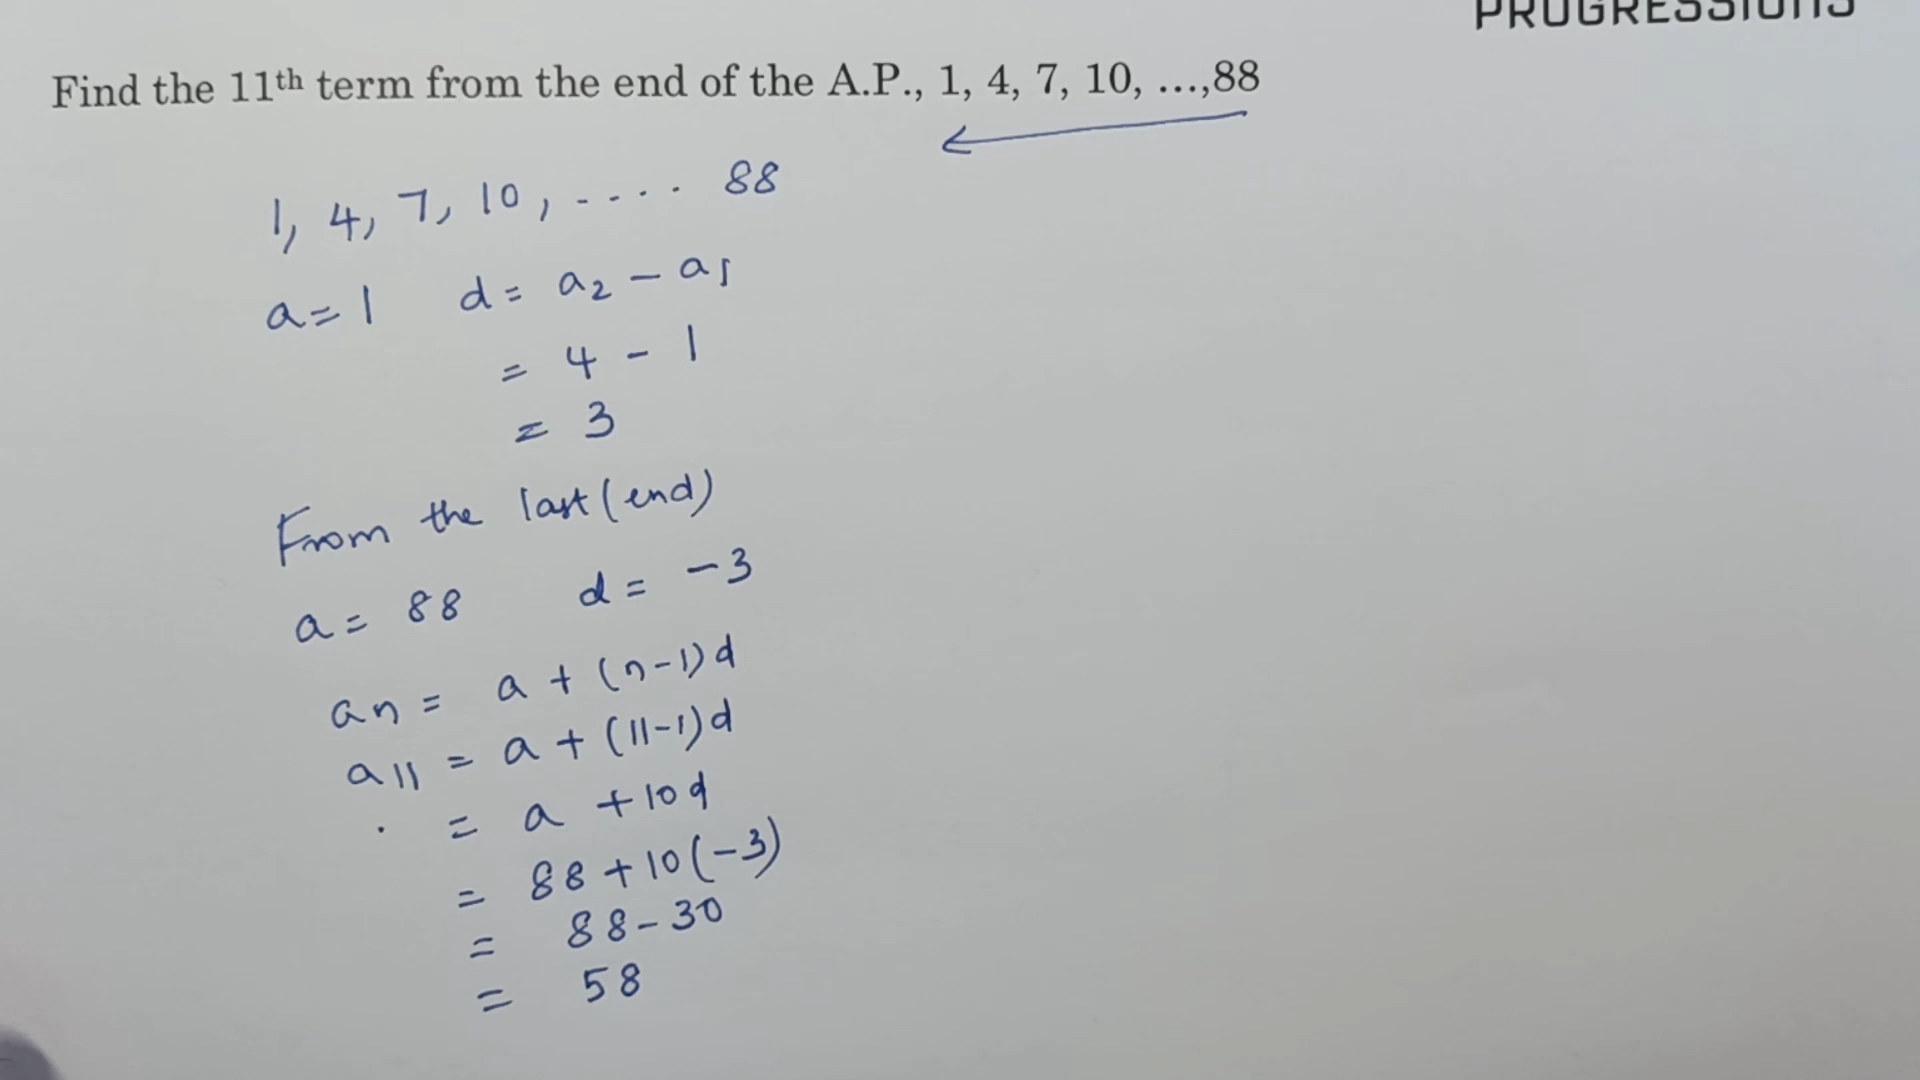 PROGRESSIONS
Find the 11th term from the end of the A.P., 1, 4, 7, 10, ...,88
1, 4, 7, 10, ..... 88
a = 1 d = a2 - a1
= 4 - 1
= 3
From the last (end)
a = 88 d = -3
an = a + (n-1)d
a11 = a + (11-1)d
= a + 10d
= 88 + 10(-3)
= 88 - 30
= 58